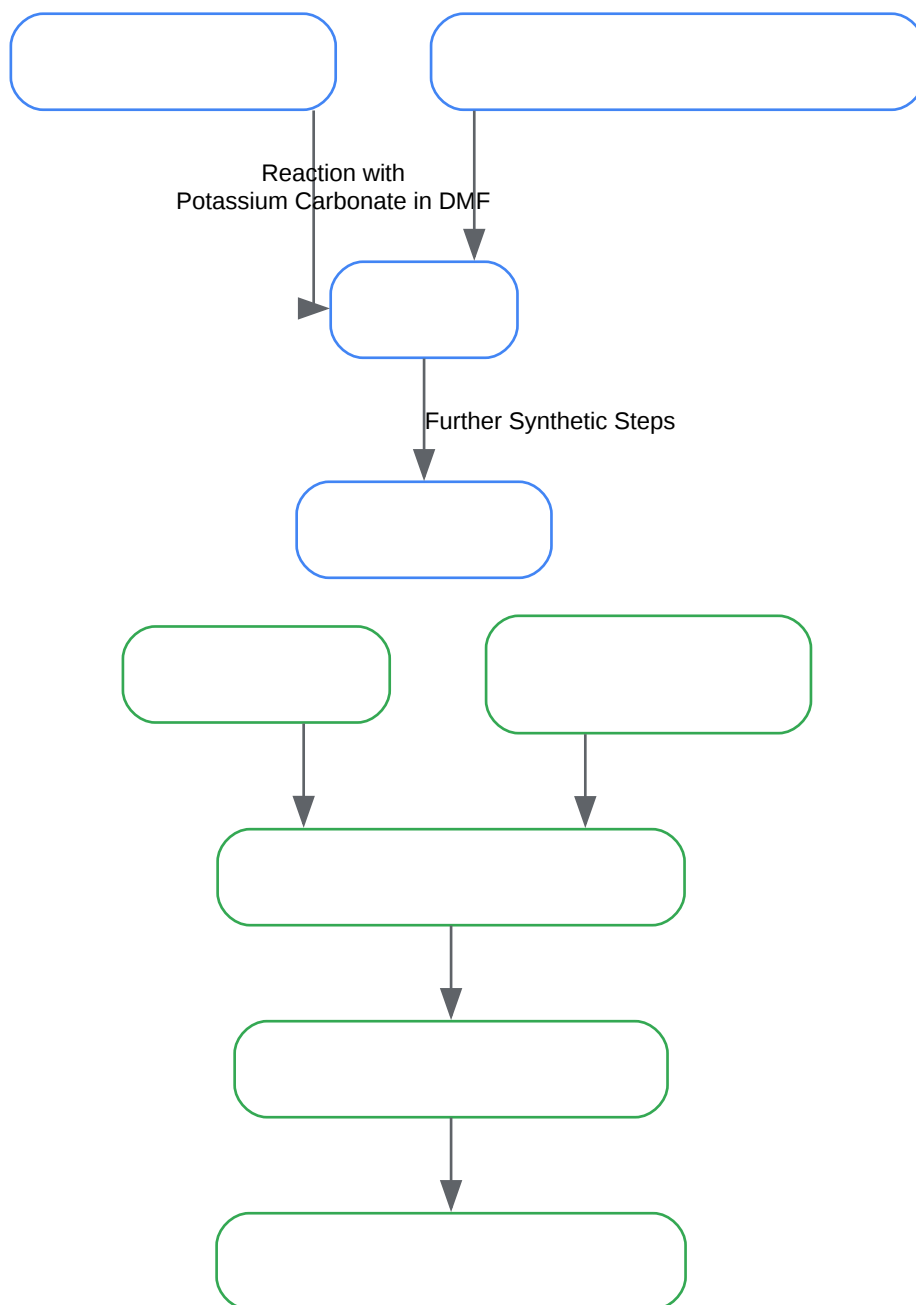 Reaction with
Potassium Carbonate in DMF
Further Synthetic Steps